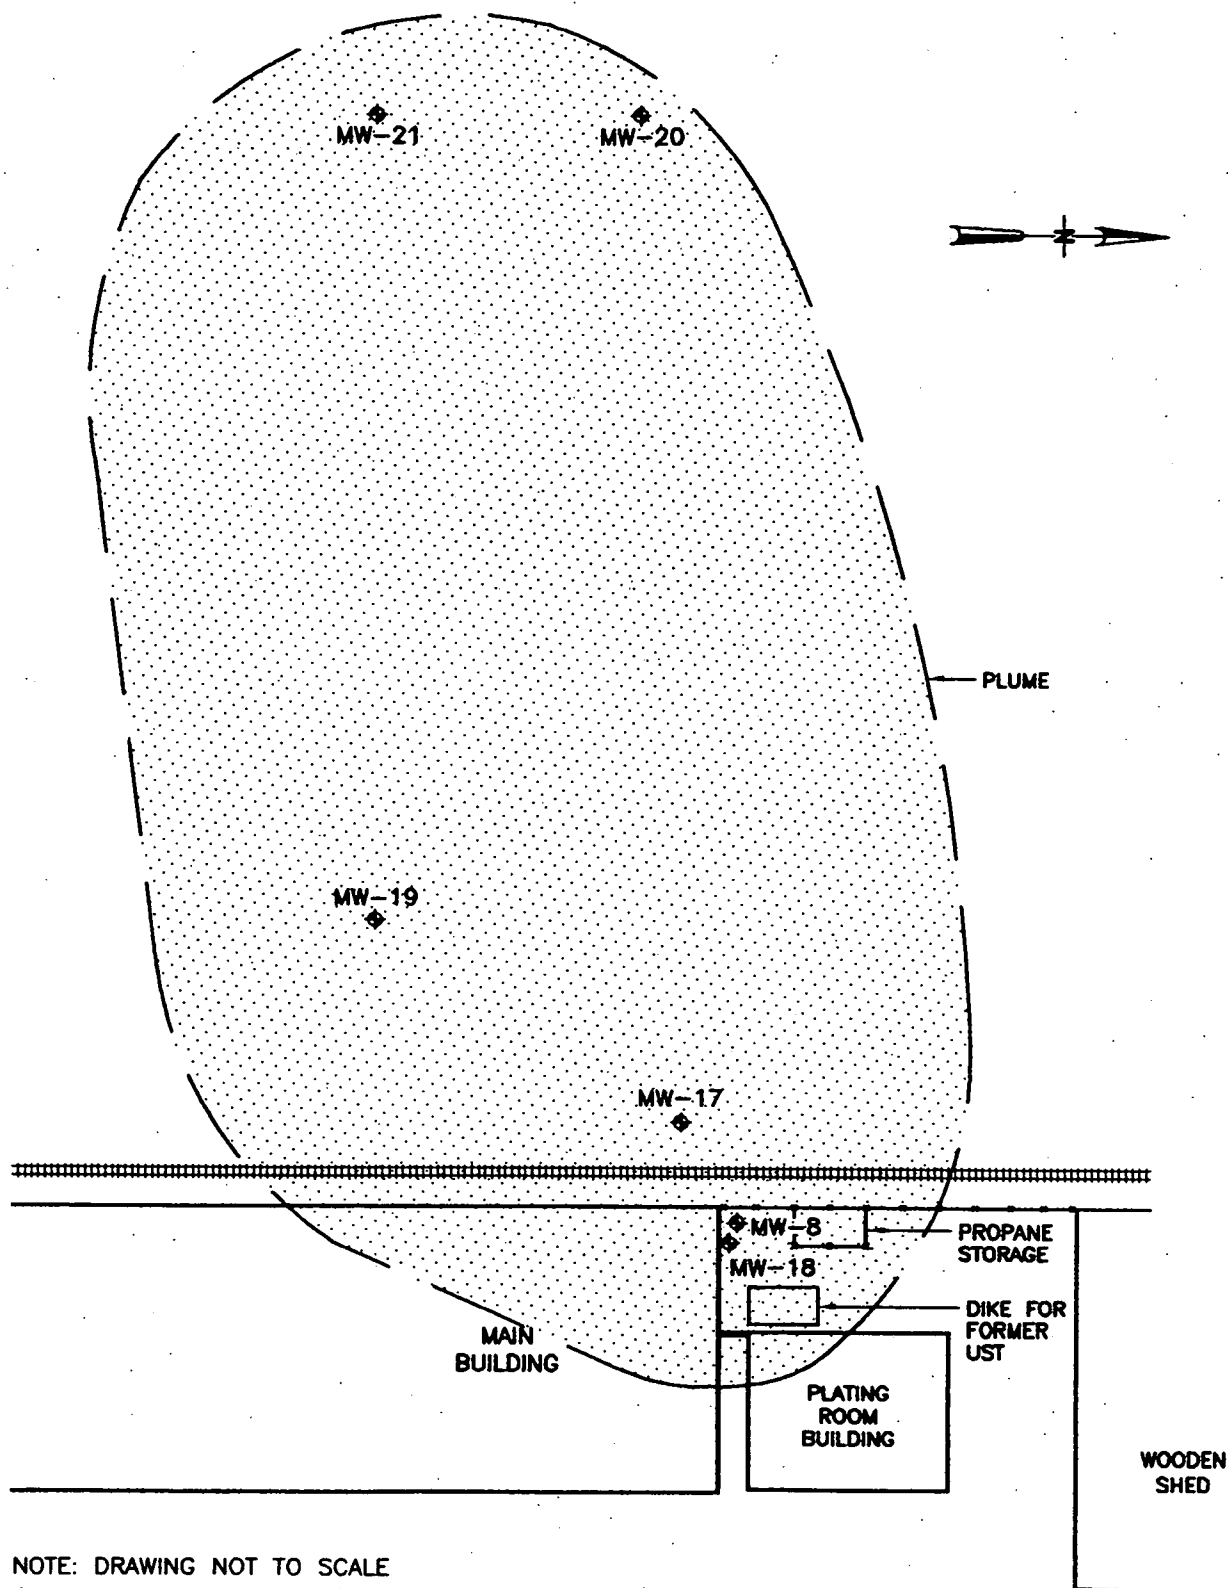 MW-21
MW-20
N
PLUME
MW-19
MW-17
MW-8
MW-18
PROPANE
STORAGE
DIKE FOR
FORMER
UST
MAIN
BUILDING
PLATING
ROOM
BUILDING
WOODEN
SHED
NOTE: DRAWING NOT TO SCALE